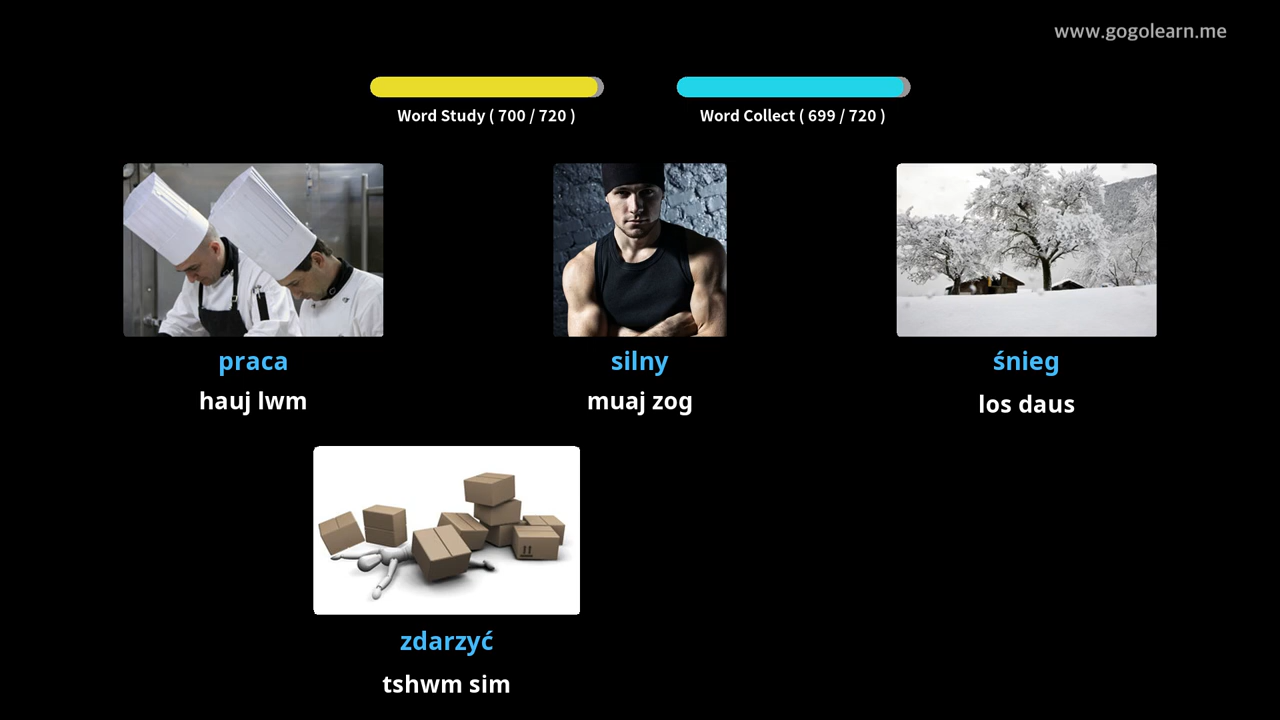 www.gogolearn.me
Word Study ( 700 / 720 )
Word Collect ( 699 / 720 )
praca
hauj lwm
silny
muaj zog
śnieg
los daus
zdarzyć
tshwm sim